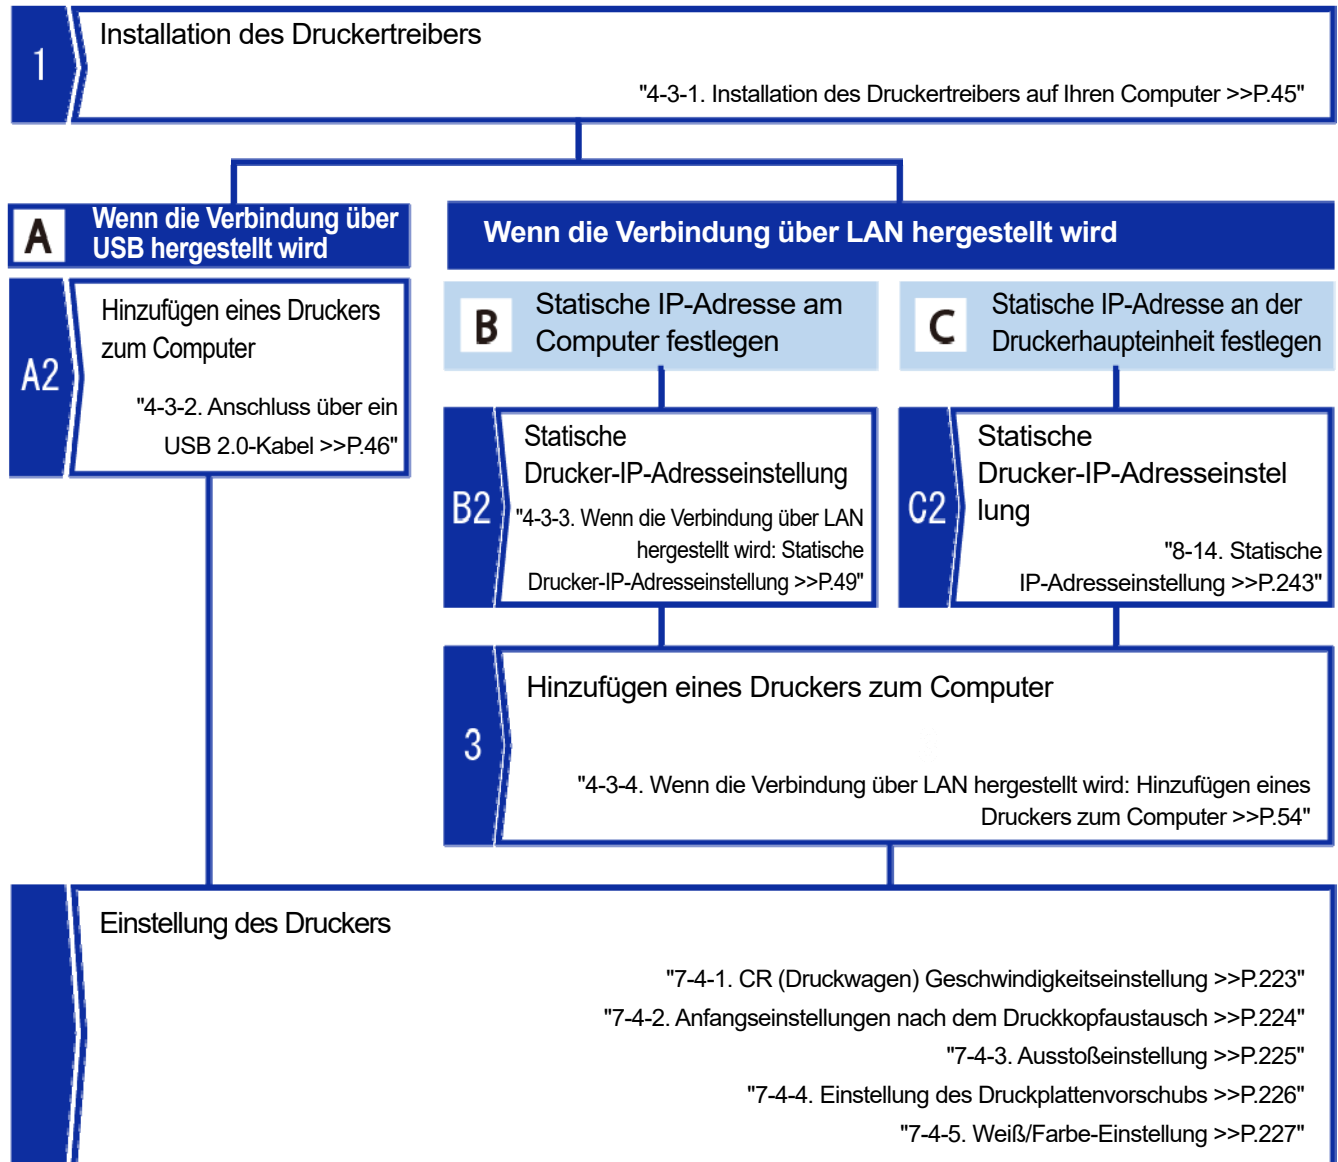 1
Installation des Druckertreibers
"4-3-1. Installation des Druckertreibers auf Ihren Computer >>P.45"
A
Wenn die Verbindung über
USB hergestellt wird
A2
Hinzufügen eines Druckers
zum Computer
"4-3-2. Anschluss über ein
USB 2.0-Kabel >>P.46"
Wenn die Verbindung über LAN hergestellt wird
B
Statische IP-Adresse am
Computer festlegen
B2
Statische
Drucker-IP-Adresseinstellung
"4-3-3. Wenn die Verbindung über LAN
hergestellt wird: Statische
Drucker-IP-Adresseinstellung >>P.49"
C
Statische IP-Adresse an der
Druckerhaupteinheit festlegen
C2
Statische
Drucker-IP-Adresseinstel
lung
"8-14. Statische
IP-Adresseinstellung >>P.243"
3
Hinzufügen eines Druckers zum Computer
"4-3-4. Wenn die Verbindung über LAN hergestellt wird: Hinzufügen eines
Druckers zum Computer >>P.54"
Einstellung des Druckers
"7-4-1. CR (Druckwagen) Geschwindigkeitseinstellung >>P.223"
"7-4-2. Anfangseinstellungen nach dem Druckkopfaustausch >>P.224"
"7-4-3. Ausstoßeinstellung >>P.225"
"7-4-4. Einstellung des Druckplattenvorschubs >>P.226"
"7-4-5. Weiß/Farbe-Einstellung >>P.227"